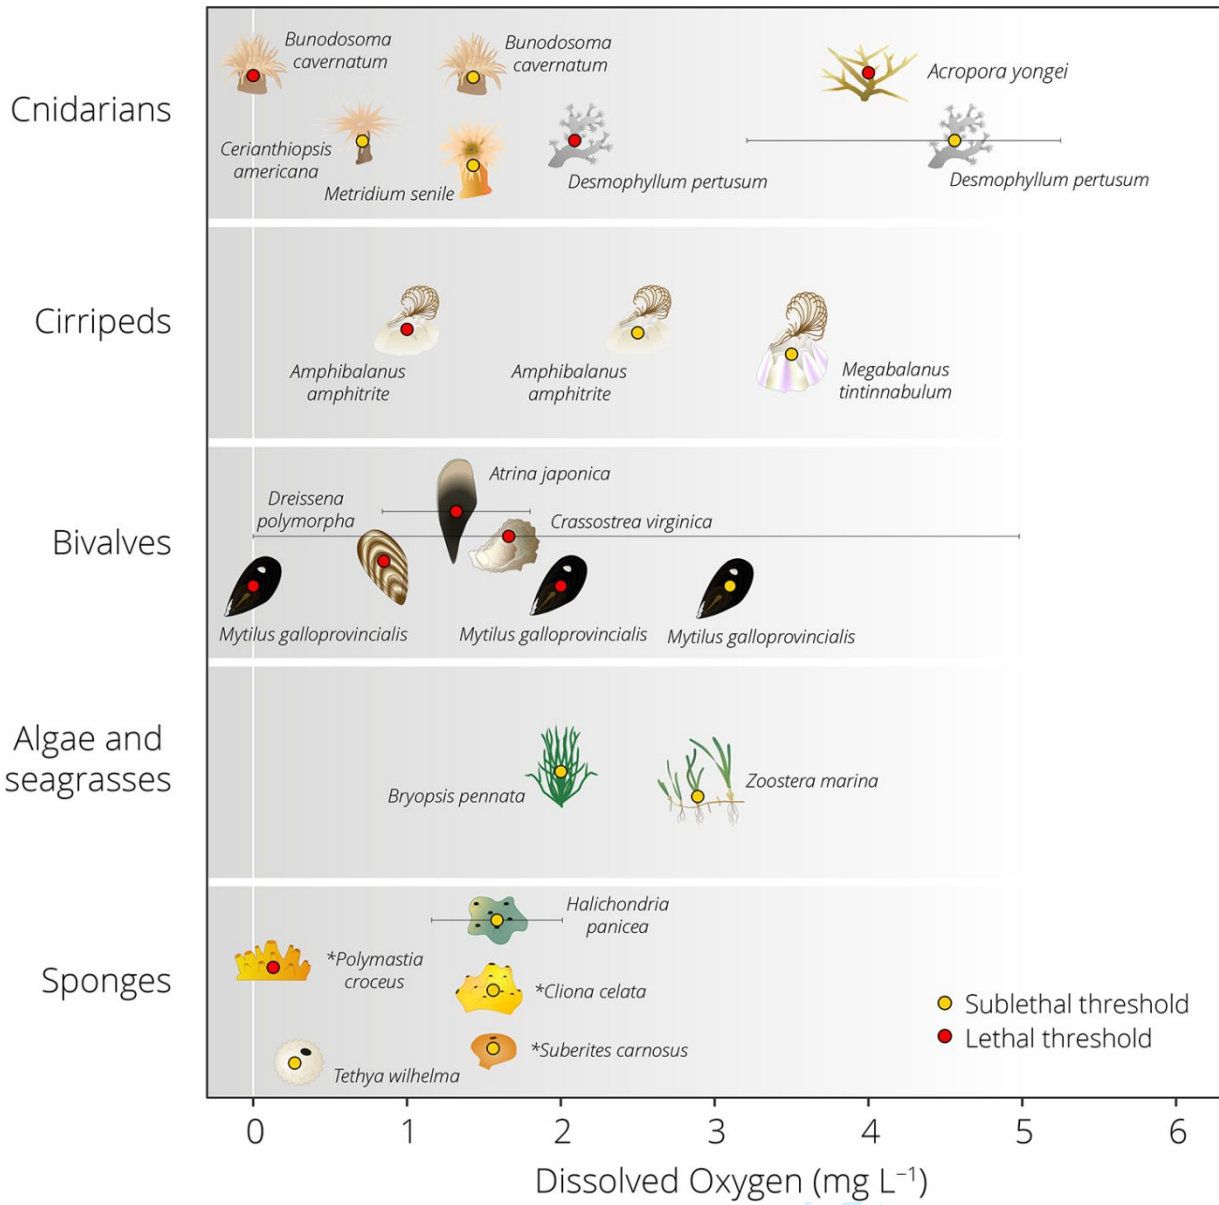 Cnidarians
Bunodosoma
cavernatum
Bunodosoma
cavernatum
Acropora yongei
Cerianthiopsis
americana
Metridium senile
Desmophyllum pertusum
Desmophyllum pertusum
Cirripeds
Amphibalanus
amphitrite
Amphibalanus
amphitrite
Megabalanus
tintinnabulum
Bivalves
Atrina japonica
Dreissena
polymorpha
Crassostrea virginica
Mytilus galloprovincialis
Mytilus galloprovincialis
Mytilus galloprovincialis
Algae and
seagrasses
Bryopsis pennata
Zoostera marina
Sponges
Halichondria
panicea
*Polymastia
croceus
*Cliona celata
*Suberites carnosus
Tethya wilhelma
Sublethal threshold
Lethal threshold
0 1 2 3 4 5 6
Dissolved Oxygen (mg L⁻¹)